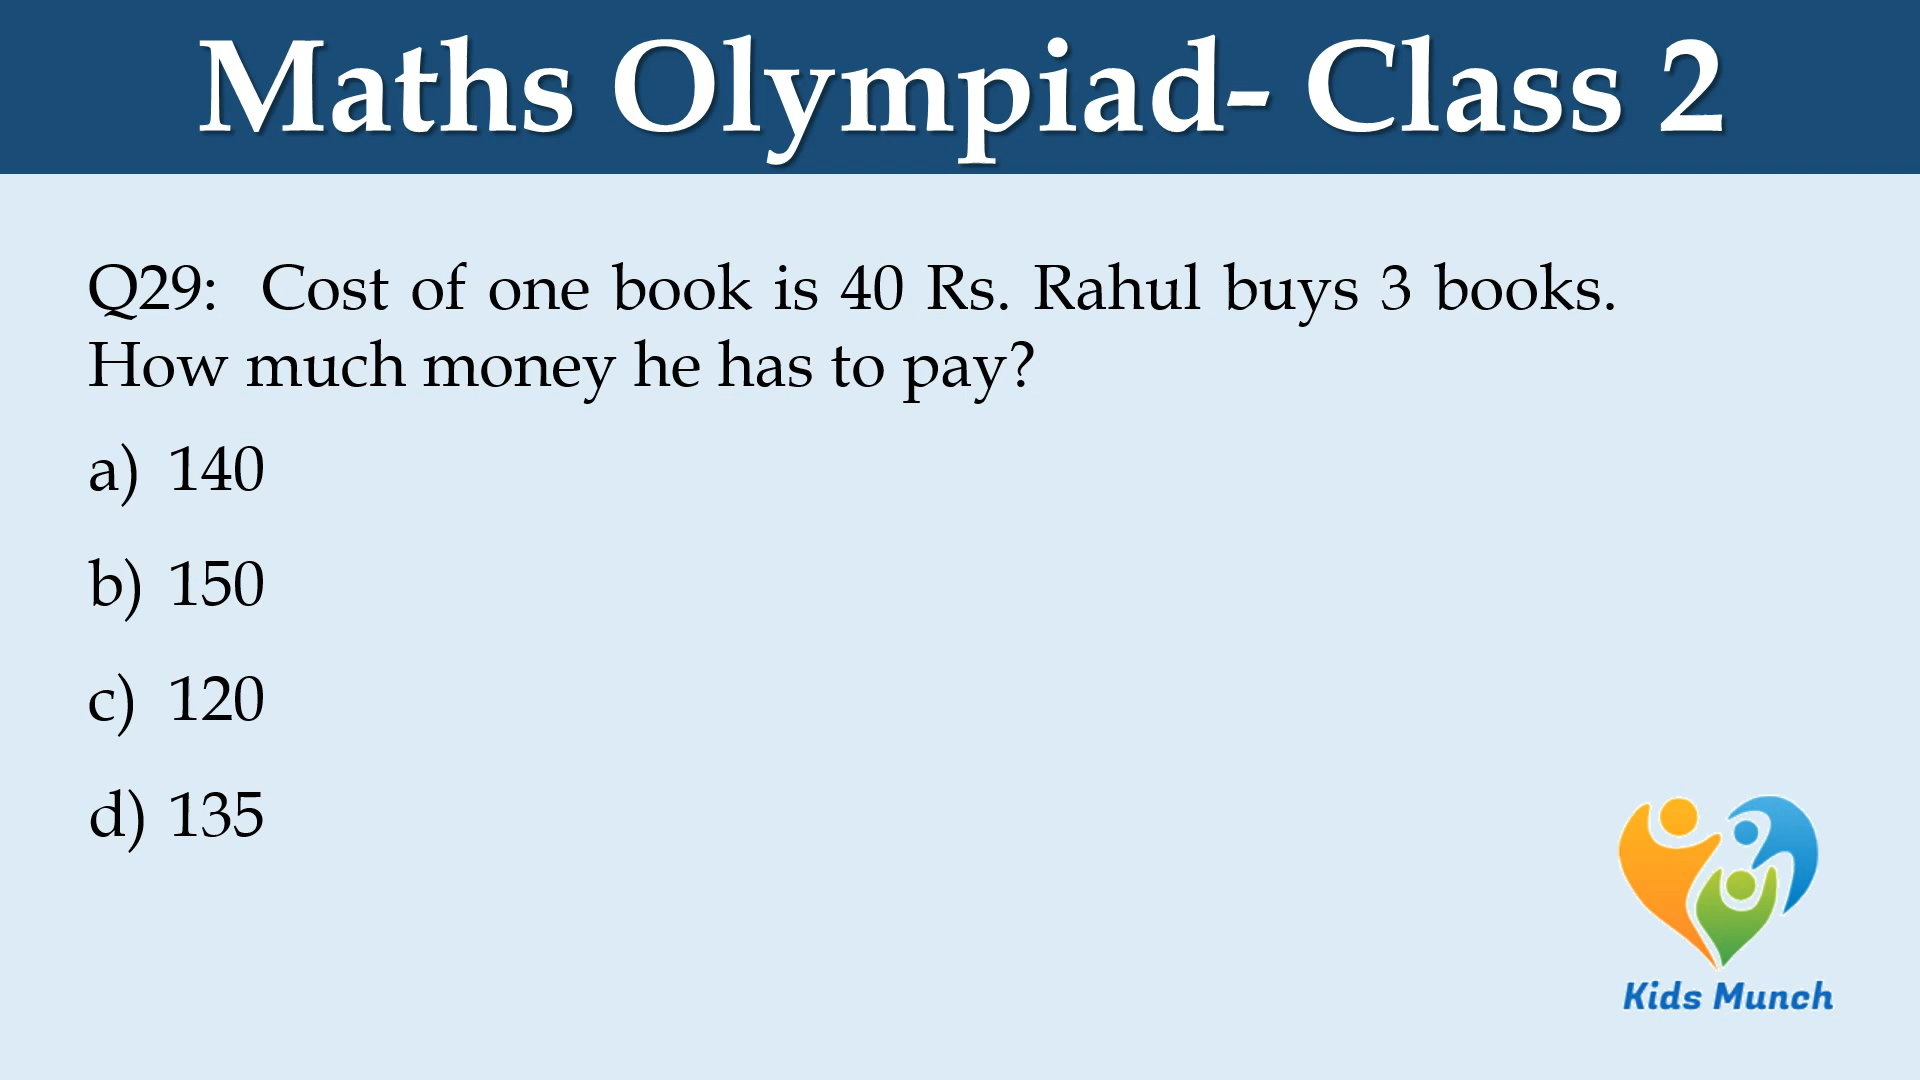 Maths Olympiad- Class 2
Q29: Cost of one book is 40 Rs. Rahul buys 3 books.
How much money he has to pay?
a) 140
b) 150
c) 120
d) 135
Kids Munch